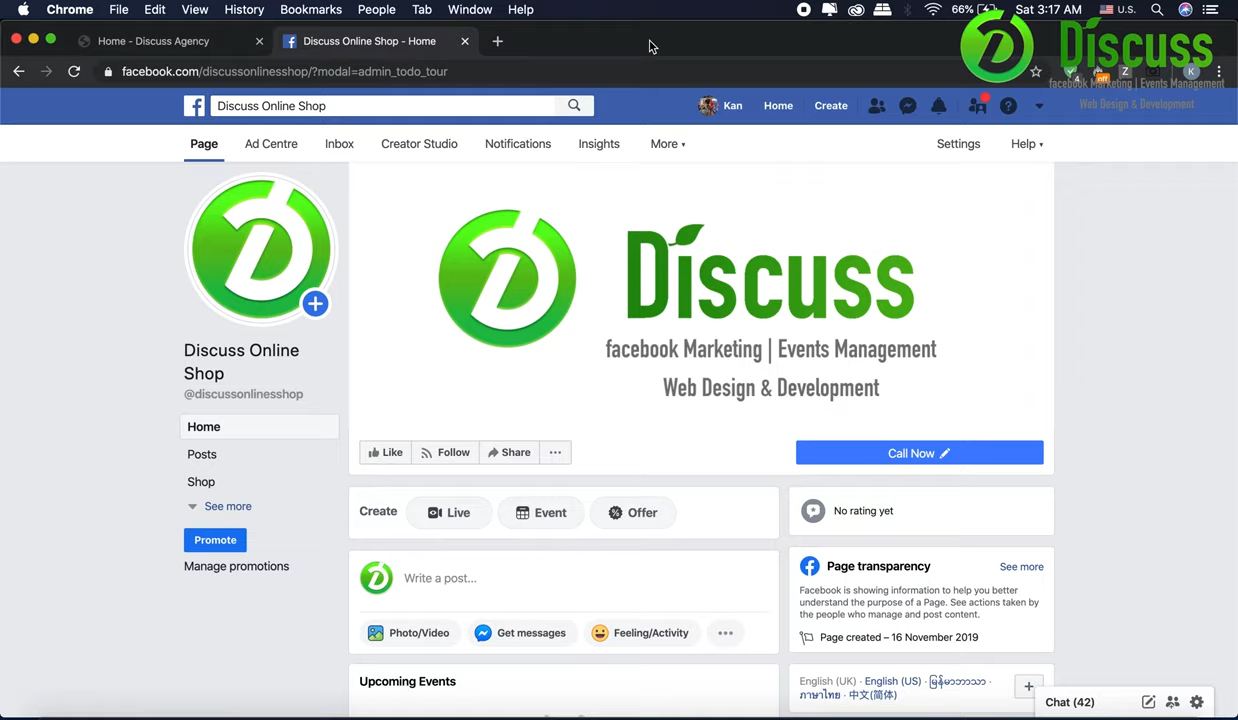 Chrome File Edit View History Bookmarks People Tab Window Help 66% U.S. Sat 3:17 AM
Home - Discuss Agency Discuss Online Shop - Home
facebook.com/discussonlinesshop/?modal=admin_todo_tour
Discuss
facebook Marketing | Events Management
Web Design & Development
Discuss Online Shop Kan Home Create
Page Ad Centre Inbox Creator Studio Notifications Insights More Settings Help
Discuss
facebook Marketing | Events Management
Web Design & Development
Discuss Online
Shop
@discussonlinesshop
Home
Posts
Shop
See more
Promote
Manage promotions
Like Follow Share ... Call Now
Create Live Event Offer
Write a post...
Photo/Video Get messages Feeling/Activity ...
Upcoming Events
No rating yet
Page transparency See more
Facebook is showing information to help you better
understand the purpose of a Page. See actions taken by
the people who manage and post content.
Page created – 16 November 2019
English (UK) · English (US) · မြန်မာဘာသာ ·
ภาษาไทย · 中文(简体)
Chat (42)